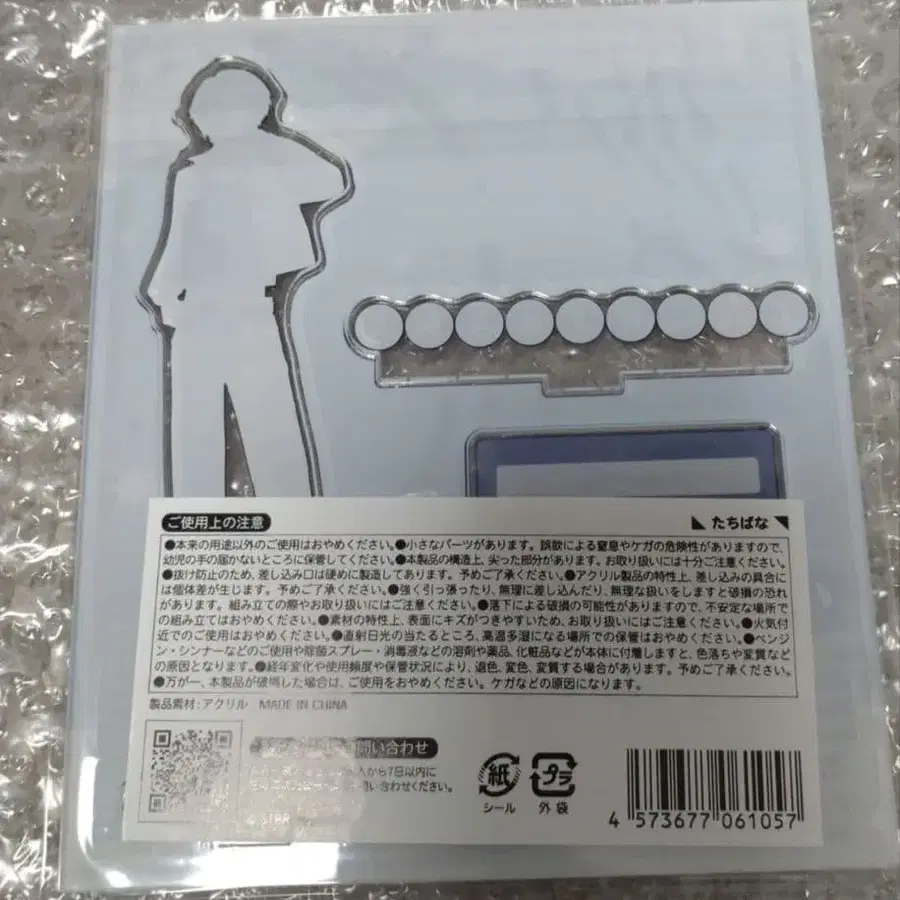 ご使用上の注意
たちばな
●本来の用途以外のご使用はおやめください。●小さなパーツがあります。誤飲による窒息やケガの危険性がありますので、
幼児の手の届かないところに保管してください。●本製品の構造上、尖った部分があります。お取り扱いには十分ご注意ください。
●抜け防止のため、差し込み口は硬めに製造してあります。予めご了承ください。●アクリル製品の特性上、差し込みの具合に
は個体差が生じます。予めご了承ください。●強く引っ張ったり、無理に差し込んだり、無理な扱いをしますと破損の恐れ
があります。組み立ての際やお取り扱いにはご注意ください。●落下による破損の可能性がありますので、不安定な場所で
の組み立てはおやめください。●素材の特性上、表面にキズがつきやすいため、お取り扱いにはご注意ください。●火気付
近でのご使用はおやめください。●直射日光の当たるところ、高温多湿になる場所での保管はおやめください。●ベンジ
ン・シンナーなどのご使用や除菌スプレー・消毒液などの溶剤や薬品、化粧品などが本体に付着しますと、色落ちや変質など
の原因となります。●経年変化や使用頻度や保管状況により、退色、変色、変質する場合があります。予めご了承ください。
●万が一、本製品が破損した場合は、ご使用をおやめください。ケガなどの原因になります。
製品素材:アクリル MADE IN CHINA
問い合わせ
から7日以内に
い合わせください。
紙
シール
プラ
外袋
4 573677 061057